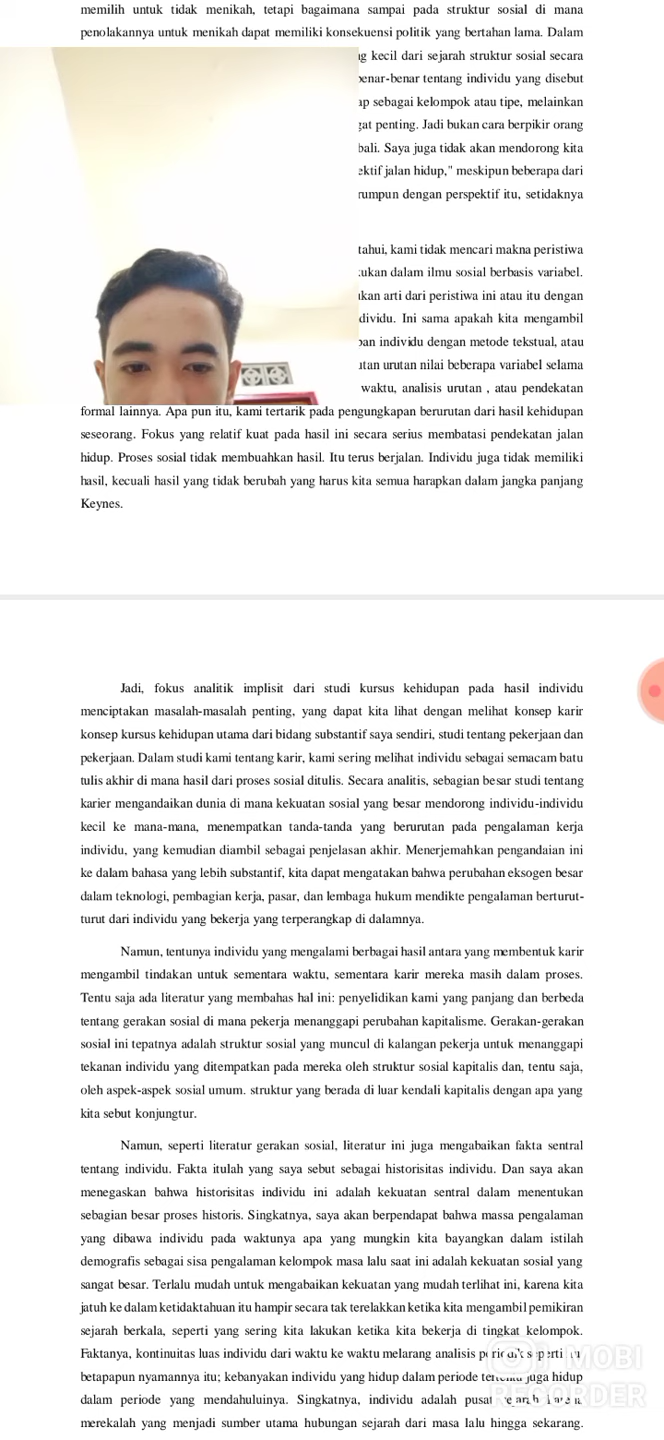 memilih untuk tidak menikah, tetapi bagaimana sampai pada struktur sosial di mana
penolakannya untuk menikah dapat memiliki konsekuensi politik yang bertahan lama. Dalam
kecil dari sejarah struktur sosial secara
benar-benar tentang individu yang disebut
sebagai kelompok atau tipe, melainkan
penting. Jadi bukan cara berpikir orang
Saya juga tidak akan mendorong kita
jalan hidup," meskipun beberapa dari
dengan perspektif itu, setidaknya
kami tidak mencari makna peristiwa
dalam ilmu sosial berbasis variabel.
arti dari peristiwa ini atau itu dengan
Ini sama apakah kita mengambil
individu dengan metode tekstual, atau
urutan nilai beberapa variabel selama
waktu, analisis urutan , atau pendekatan
formal lainnya. Apa pun itu, kami tertarik pada pengungkapan berurutan dari hasil kehidupan
seseorang. Fokus yang relatif kuat pada hasil ini secara serius membatasi pendekatan jalan
hidup. Proses sosial tidak membuahkan hasil. Itu terus berjalan. Individu juga tidak memiliki
hasil, kecuali hasil yang tidak berubah yang harus kita semua harapkan dalam jangka panjang
Keynes.
Jadi, fokus analitik implisit dari studi kursus kehidupan pada hasil individu
menciptakan masalah-masalah penting, yang dapat kita lihat dengan melihat konsep karir
konsep kursus kehidupan utama dari bidang substantif saya sendiri, studi tentang pekerjaan dan
pekerjaan. Dalam studi kami tentang karir, kami sering melihat individu sebagai semacam batu
tulis akhir di mana hasil dari proses sosial ditulis. Secara analitis, sebagian besar studi tentang
karier mengandaikan dunia di mana kekuatan sosial yang besar mendorong individu-individu
kecil ke mana-mana, menempatkan tanda-tanda yang berurutan pada pengalaman kerja
individu, yang kemudian diambil sebagai penjelasan akhir. Menerjemahkan pengandaian ini
ke dalam bahasa yang lebih substantif, kita dapat mengatakan bahwa perubahan eksogen besar
dalam teknologi, pembagian kerja, pasar, dan lembaga hukum mendikte pengalaman berturut-
turut dari individu yang bekerja yang terperangkap di dalamnya.
Namun, tentunya individu yang mengalami berbagai hasil antara yang membentuk karir
mengambil tindakan untuk sementara waktu, sementara karir mereka masih dalam proses.
Tentu saja ada literatur yang membahas hal ini: penyelidikan kami yang panjang dan berbeda
tentang gerakan sosial di mana pekerja menanggapi perubahan kapitalisme. Gerakan-gerakan
sosial ini tepatnya adalah struktur sosial yang muncul di kalangan pekerja untuk menanggapi
tekanan individu yang ditempatkan pada mereka oleh struktur sosial kapitalis dan, tentu saja,
oleh aspek-aspek sosial umum. struktur yang berada di luar kendali kapitalis dengan apa yang
kita sebut konjungtur.
Namun, seperti literatur gerakan sosial, literatur ini juga mengabaikan fakta sentral
tentang individu. Fakta itulah yang saya sebut sebagai historisitas individu. Dan saya akan
menegaskan bahwa historisitas individu ini adalah kekuatan sentral dalam menentukan
sebagian besar proses historis. Singkatnya, saya akan berpendapat bahwa massa pengalaman
yang dibawa individu pada waktunya apa yang mungkin kita bayangkan dalam istilah
demografis sebagai sisa pengalaman kelompok masa lalu saat ini adalah kekuatan sosial yang
sangat besar. Terlalu mudah untuk mengabaikan kekuatan yang mudah terlihat ini, karena kita
jatuh ke dalam ketidaktahuan itu hampir secara tak terelakkan ketika kita mengambil pemikiran
sejarah berkala, seperti yang sering kita lakukan ketika kita bekerja di tingkat kelompok.
Faktanya, kontinuitas luas individu dari waktu ke waktu melarang analisis periodik seperti itu
betapapun nyamannya itu; kebanyakan individu yang hidup dalam periode tertentu juga hidup
dalam periode yang mendahuluinya. Singkatnya, individu adalah pusat sejarah karena
merekalah yang menjadi sumber utama hubungan sejarah dari masa lalu hingga sekarang.
MOBI
RECORDER